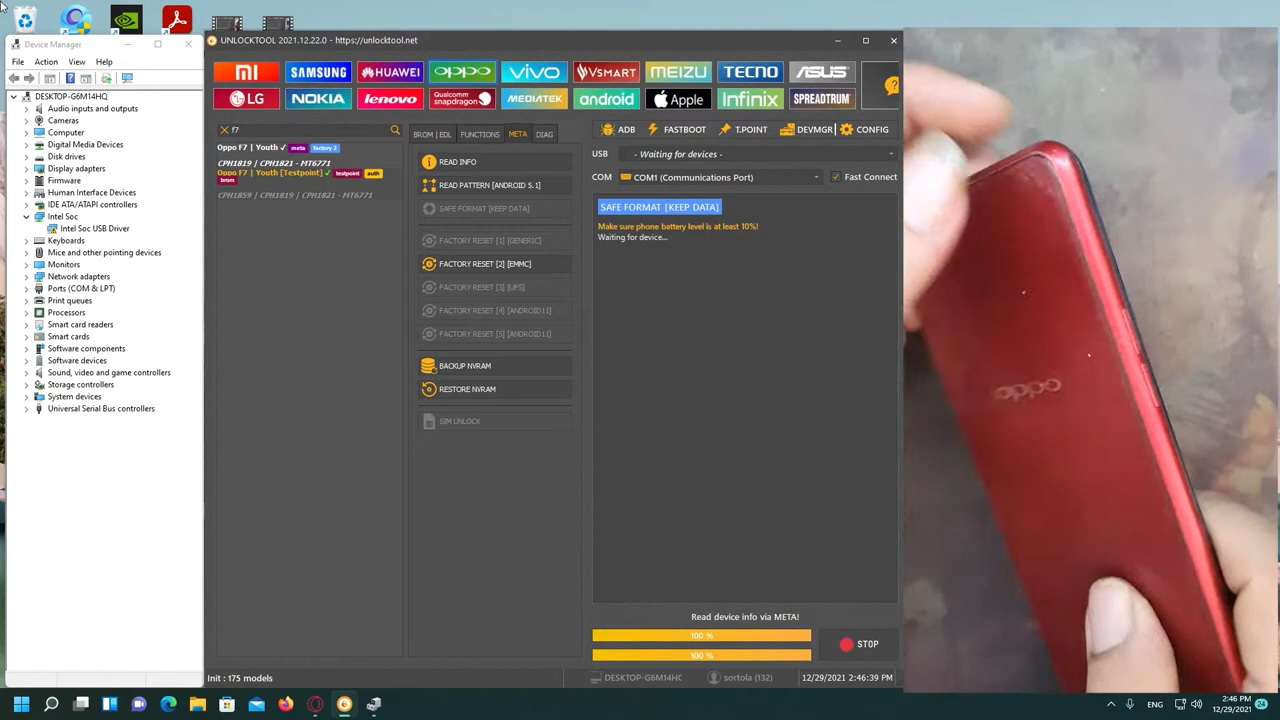 Device Manager
File Action View Help
DESKTOP-G6M14HQ
Audio inputs and outputs
Cameras
Computer
Digital Media Devices
Disk drives
Display adapters
Firmware
Human Interface Devices
IDE ATA/ATAPI controllers
Intel Soc
Intel Soc USB Driver
Keyboards
Mice and other pointing devices
Monitors
Network adapters
Ports (COM & LPT)
Print queues
Processors
Smart card readers
Smart cards
Software components
Software devices
Sound, video and game controllers
Storage controllers
System devices
Universal Serial Bus controllers
UNLOCKTOOL 2021.12.22.0 - https://unlocktool.net
mi SAMSUNG HUAWEI oppo vivo VSMART MEIZU TECNO ASUS
LG NOKIA lenovo Qualcomm snapdragon MEDIATEK android Apple Infinix SPREADTRUM
f7
Oppo F7 | Youth ✓ meta factory 2
CPH1819 / CPH1821 - MT6771
Oppo F7 | Youth [Testpoint] ✓ testpoint auth
brom
CPH1859 / CPH1819 / CPH1821 - MT6771
BROM | EDL FUNCTIONS META DIAG
READ INFO
READ PATTERN [ANDROID 5.1]
SAFE FORMAT [KEEP DATA]
FACTORY RESET [1] [GENERIC]
FACTORY RESET [2] [EMMC]
FACTORY RESET [3] [UFS]
FACTORY RESET [4] [ANDROID11]
FACTORY RESET [5] [ANDROID11]
BACKUP NVRAM
RESTORE NVRAM
SIM UNLOCK
ADB FASTBOOT T.POINT DEVMGR CONFIG
USB - Waiting for devices -
COM COM1 (Communications Port) Fast Connect
SAFE FORMAT [KEEP DATA]
Make sure phone battery level is at least 10%!
Waiting for device...
Read device info via META!
100 %
100 %
STOP
Init : 175 models
DESKTOP-G6M14HQ sortola (132) 12/29/2021 2:46:39 PM
oppo
ENG 2:46 PM
12/29/2021 24